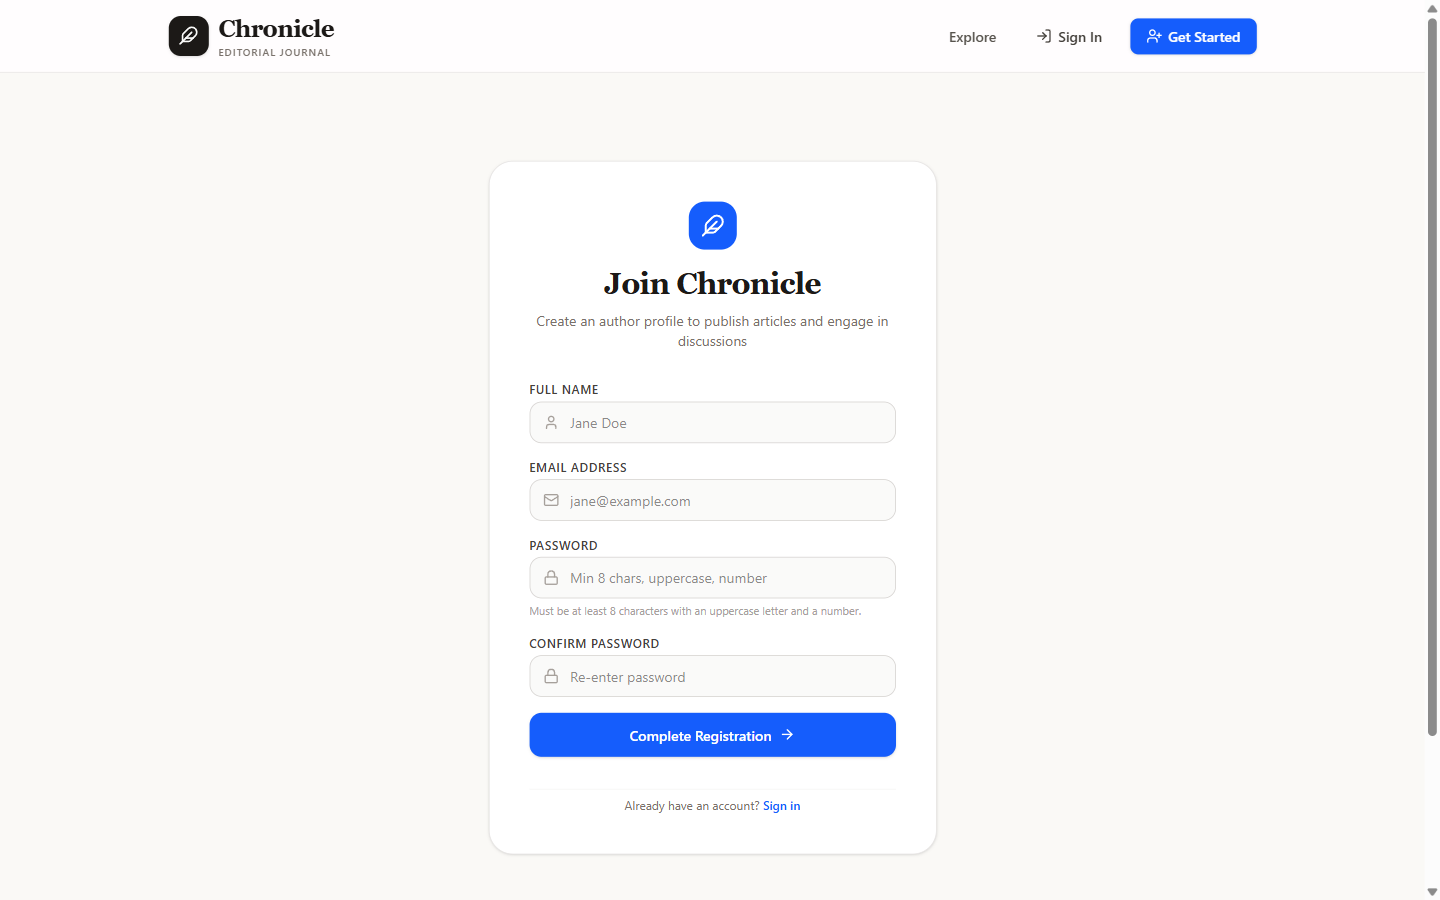 Chronicle
EDITORIAL JOURNAL
Explore
Sign In
Get Started
Join Chronicle
Create an author profile to publish articles and engage in
discussions
FULL NAME
Jane Doe
EMAIL ADDRESS
jane@example.com
PASSWORD
Min 8 chars, uppercase, number
Must be at least 8 characters with an uppercase letter and a number.
CONFIRM PASSWORD
Re-enter password
Complete Registration
Already have an account? Sign in